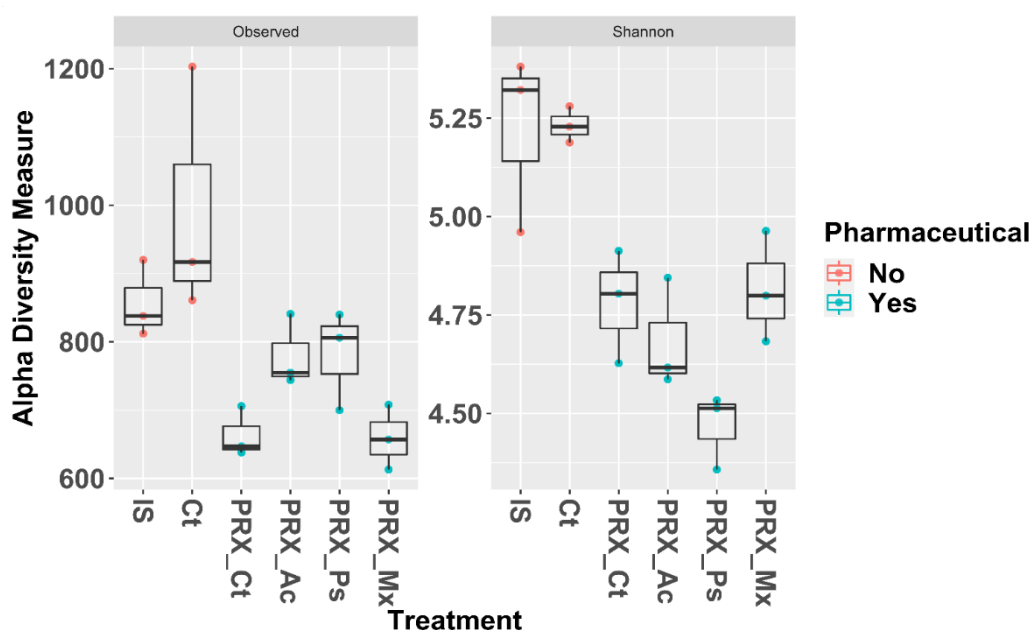 Observed
Shannon
Alpha Diversity Measure
1200
1000
800
600
5.25
5.00
4.75
4.50
IS
Ct
PRX_Ct
PRX_Ac
PRX_Ps
PRX_Mx
IS
Ct
PRX_Ct
PRX_Ac
PRX_Ps
PRX_Mx
Treatment
Pharmaceutical
No
Yes